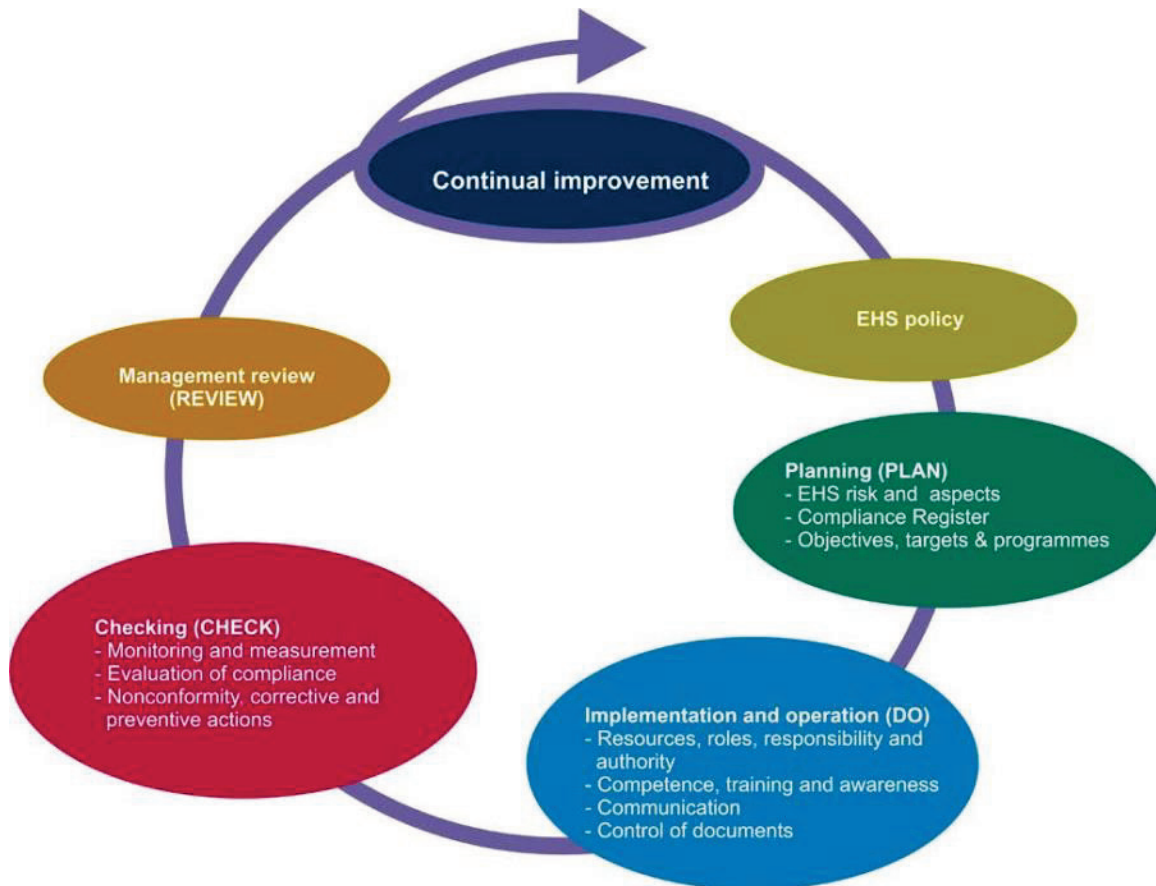 Continual improvement
EHS policy
Planning (PLAN)
- EHS risk and aspects
- Compliance Register
- Objectives, targets & programmes
Implementation and operation (DO)
- Resources, roles, responsibility and
authority
- Competence, training and awareness
- Communication
- Control of documents
Checking (CHECK)
- Monitoring and measurement
- Evaluation of compliance
- Nonconformity, corrective and
preventive actions
Management review
(REVIEW)